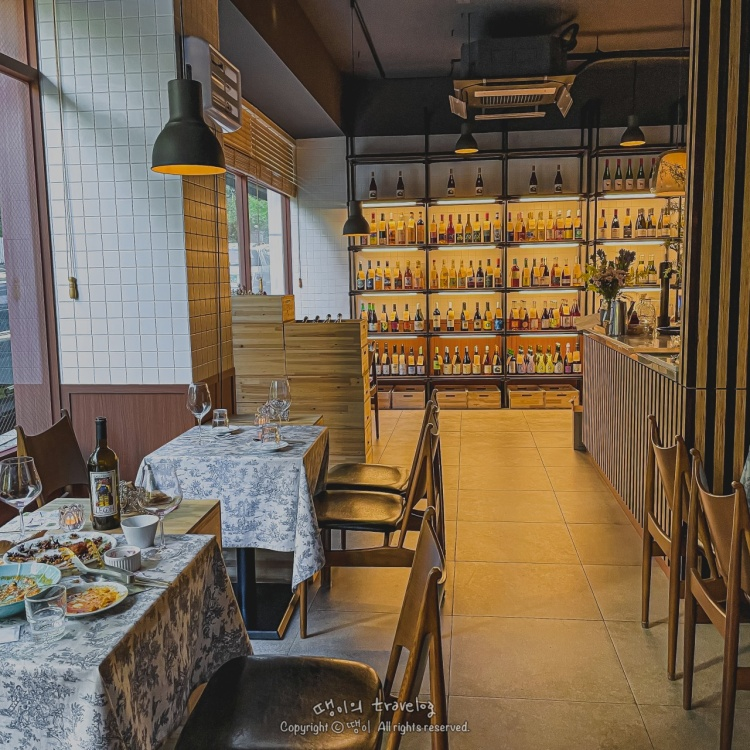 땡이의 travelog
Copyright ⓒ 땡이 All rights reserved.